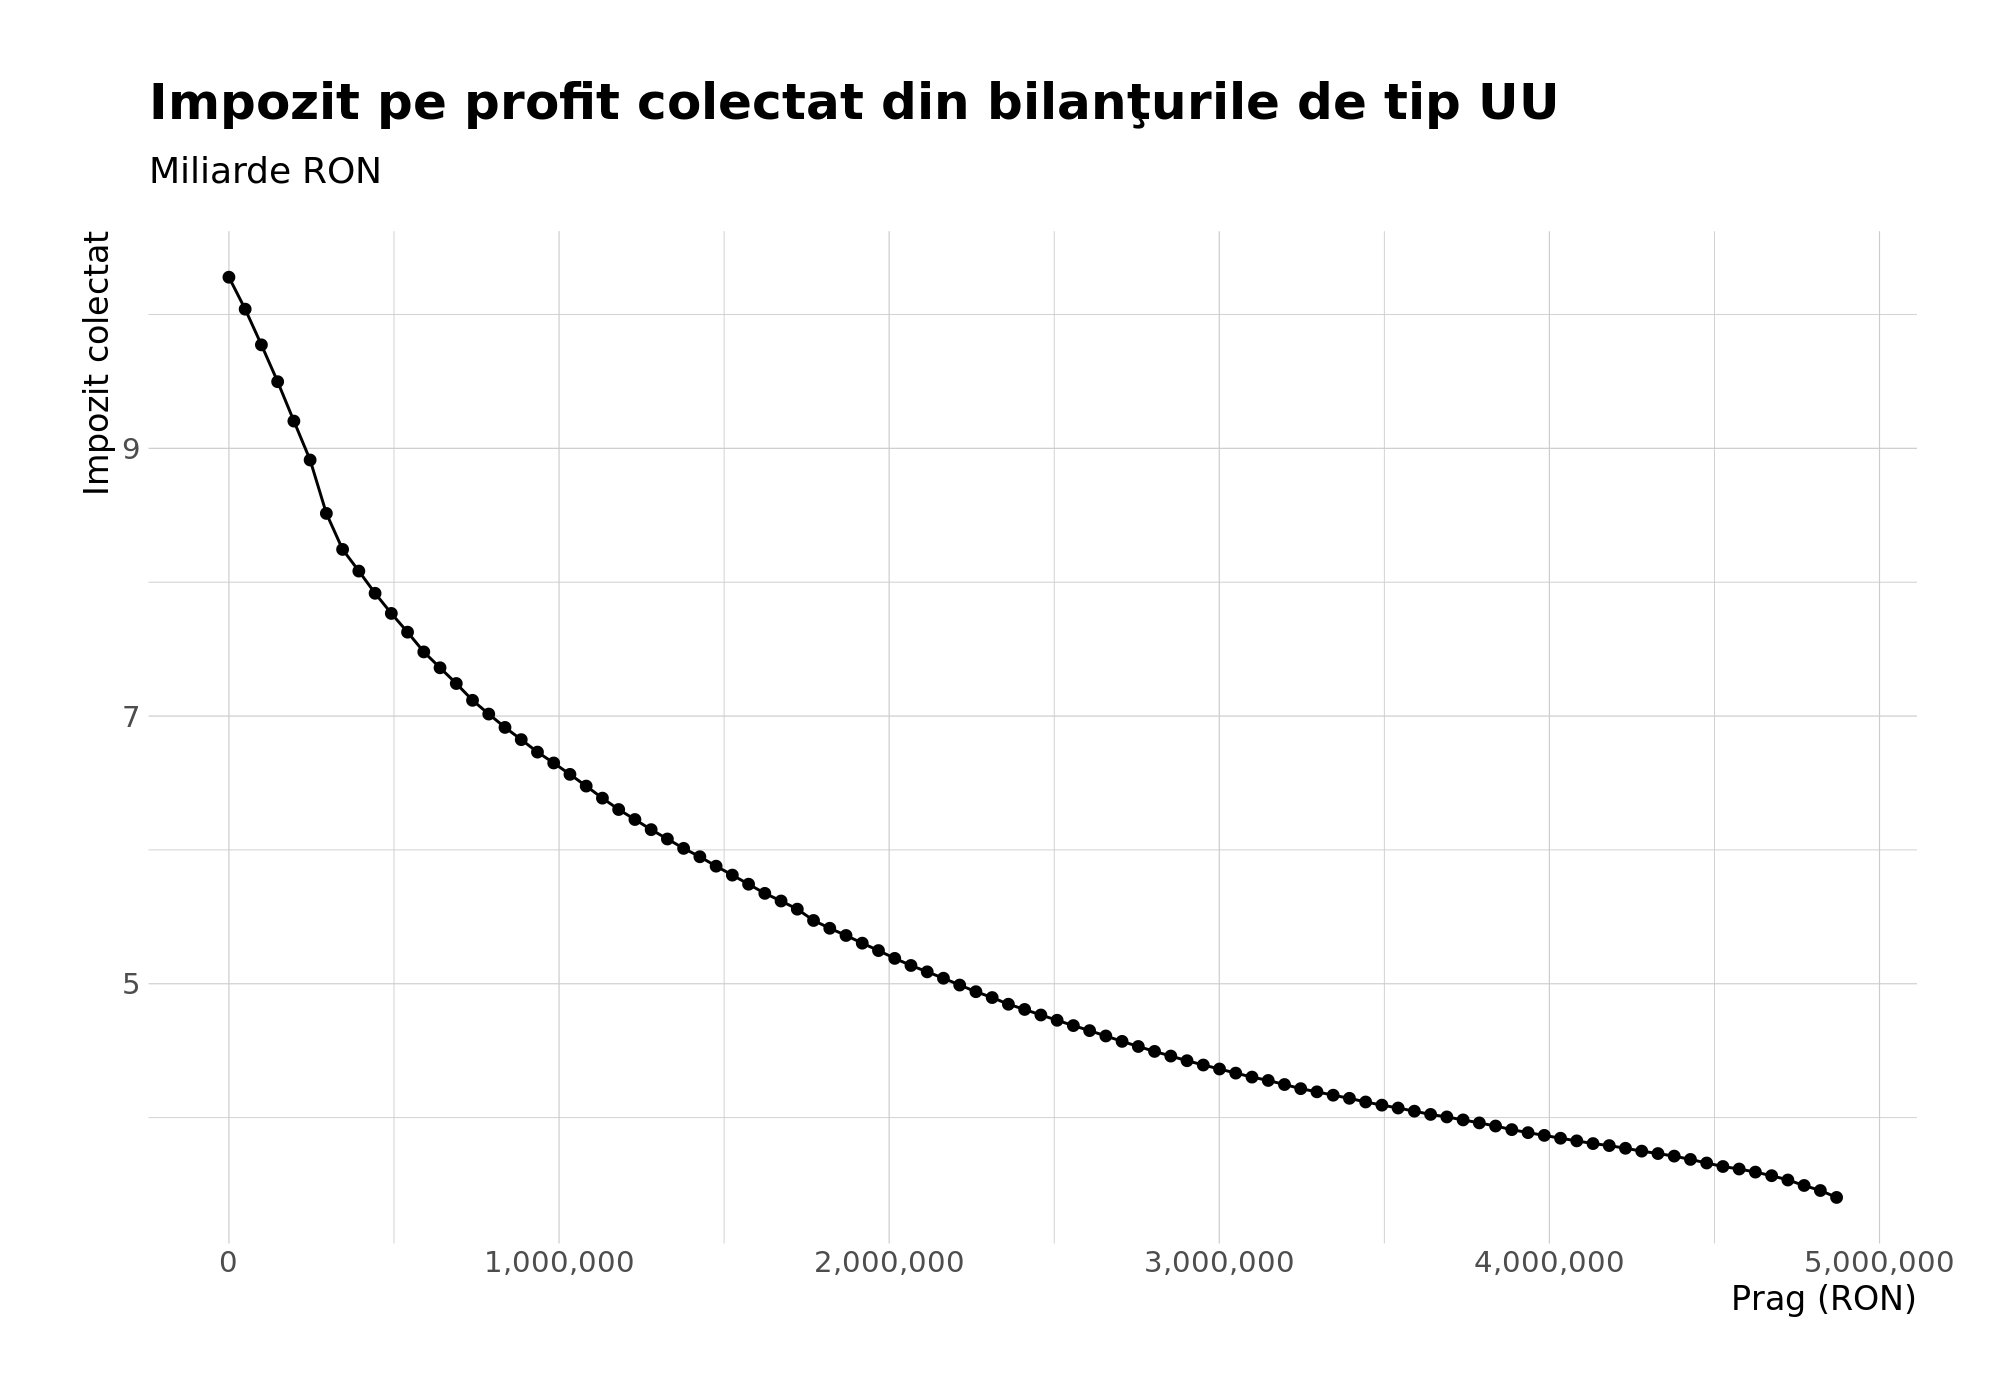 Impozit pe profit colectat din bilanţurile de tip UU
Miliarde RON
Impozit colectat
9
7
5
0
1,000,000
2,000,000
3,000,000
4,000,000
5,000,000
Prag (RON)